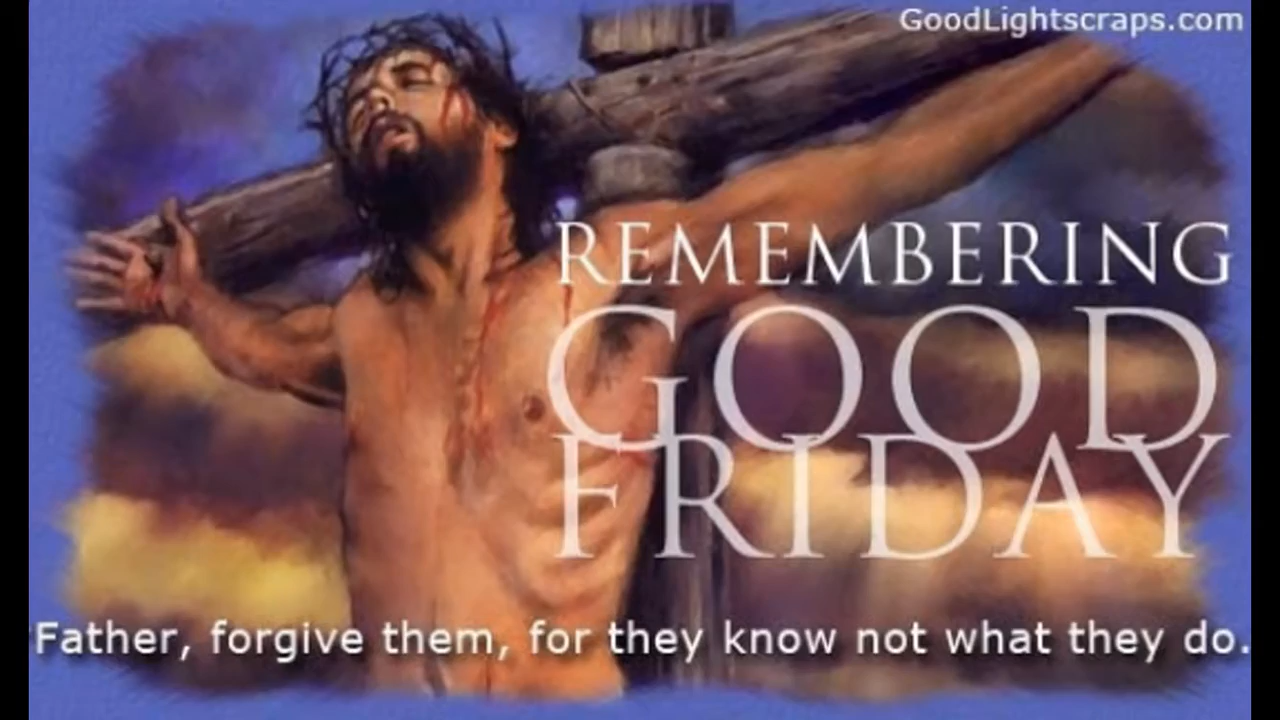 GoodLightscraps.com
REMEMBERING
GOOD
FRIDAY
Father, forgive them, for they know not what they do.